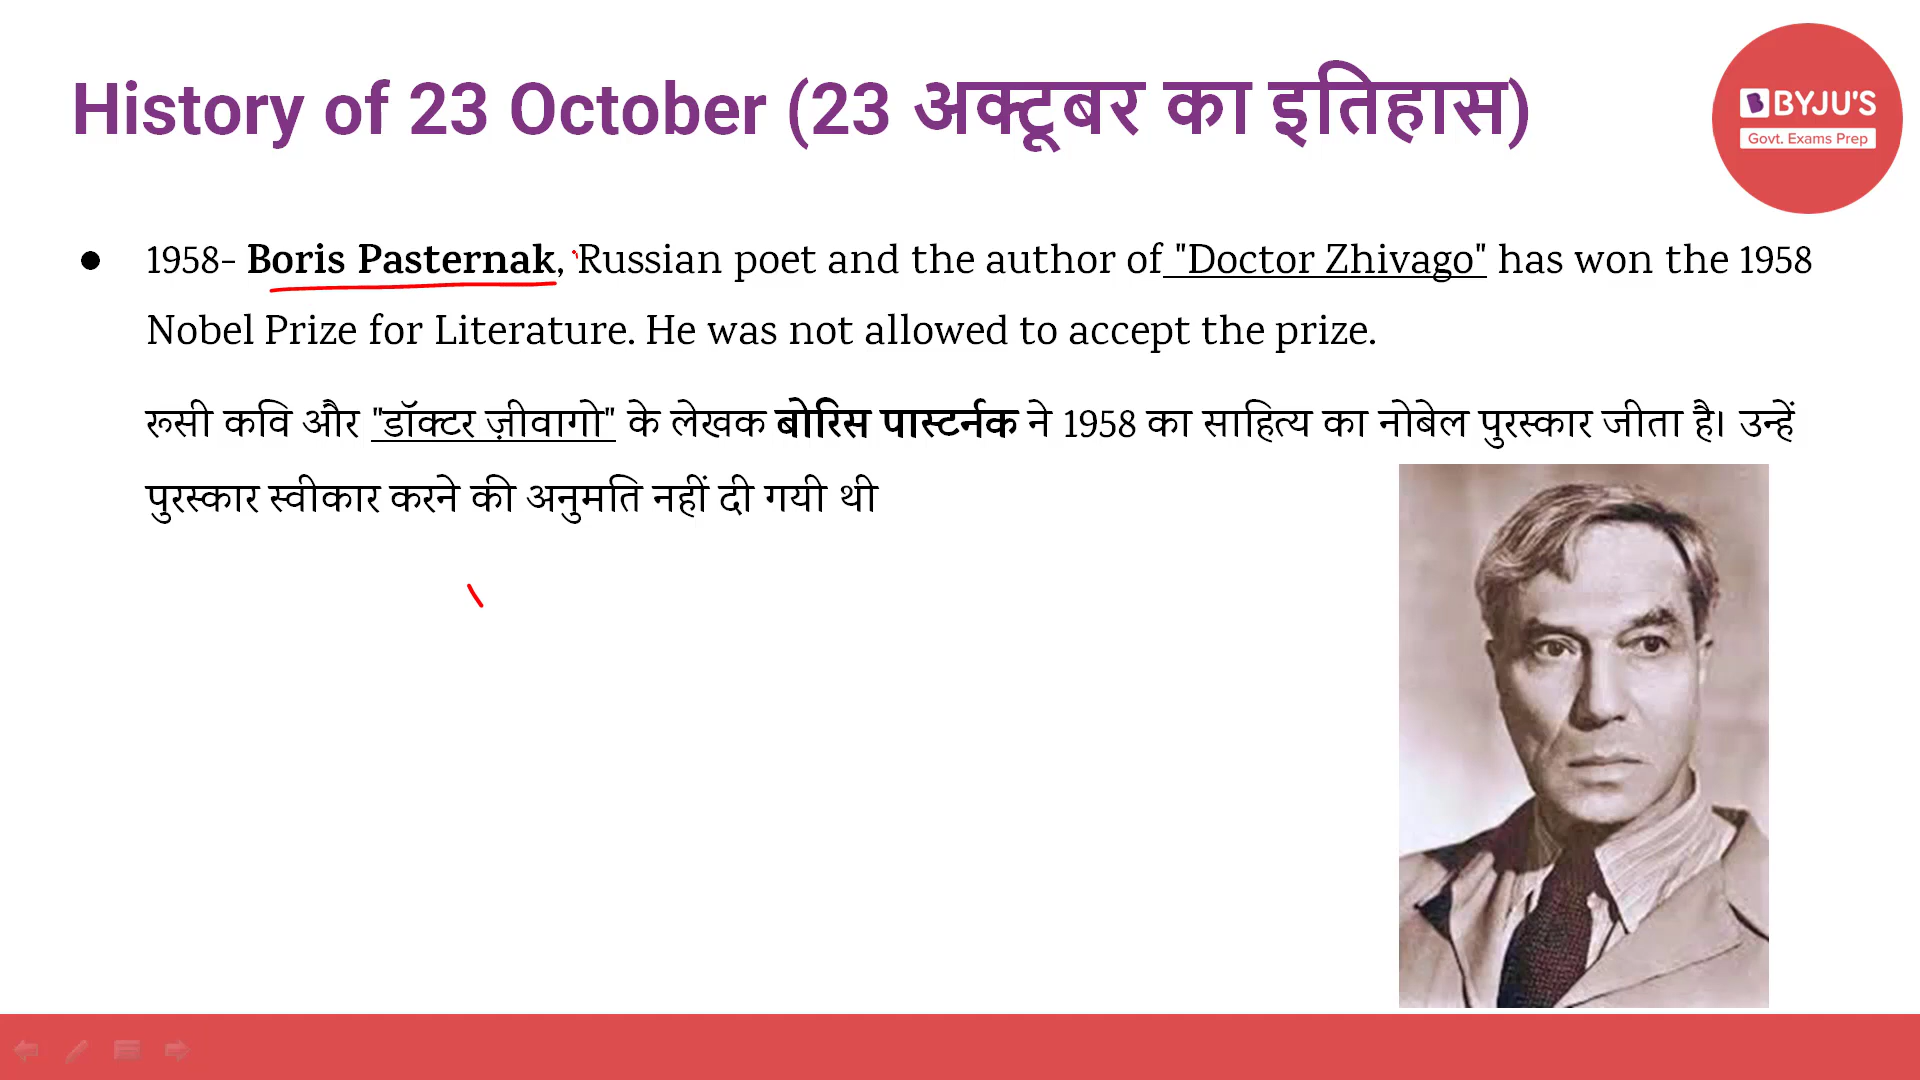 History of 23 October (23 अक्टूबर का इतिहास)
BYJU'S
Govt. Exams Prep
● 1958- Boris Pasternak, Russian poet and the author of "Doctor Zhivago" has won the 1958
Nobel Prize for Literature. He was not allowed to accept the prize.
रूसी कवि और "डॉक्टर ज़ीवागो" के लेखक बोरिस पास्टर्नक ने 1958 का साहित्य का नोबेल पुरस्कार जीता है। उन्हें
पुरस्कार स्वीकार करने की अनुमति नहीं दी गयी थी